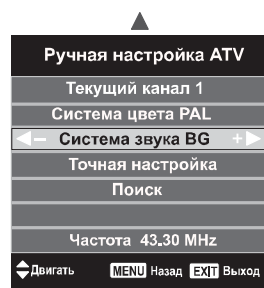 Ручная настройка ATV
Текущий канал 1
Система цвета PAL
– Система звука BG +
Точная настройка
Поиск
Частота 43.30 MHz
Двигать MENU Назад EXIT Выход